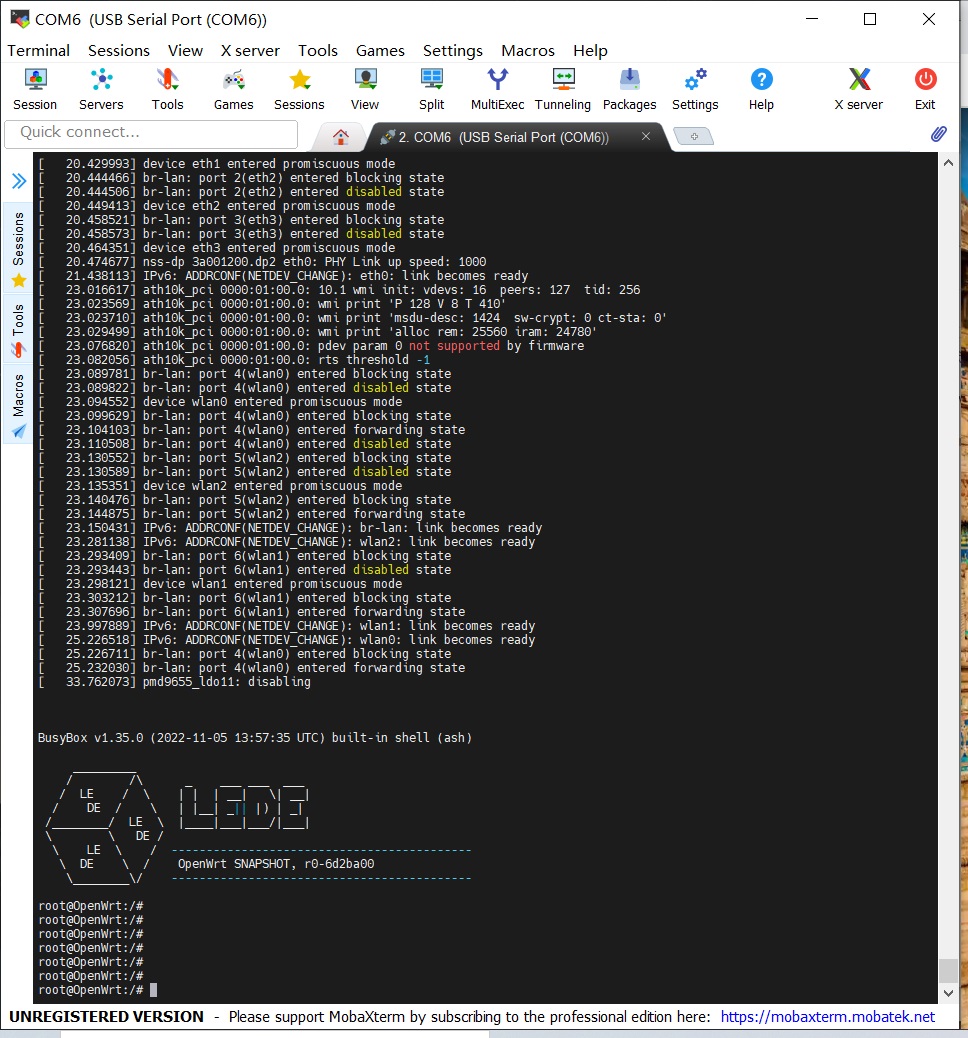 COM6  (USB Serial Port (COM6))
Terminal Sessions View X server Tools Games Settings Macros Help
Session Servers Tools Games Sessions View Split MultiExec Tunneling Packages Settings Help X server Exit
Quick connect...
2. COM6  (USB Serial Port (COM6))
Sessions
Tools
Macros
[   20.429993] device eth1 entered promiscuous mode
[   20.444466] br-lan: port 2(eth2) entered blocking state
[   20.444506] br-lan: port 2(eth2) entered disabled state
[   20.449413] device eth2 entered promiscuous mode
[   20.458521] br-lan: port 3(eth3) entered blocking state
[   20.458573] br-lan: port 3(eth3) entered disabled state
[   20.464351] device eth3 entered promiscuous mode
[   20.474677] nss-dp 3a001200.dp2 eth0: PHY Link up speed: 1000
[   21.438113] IPv6: ADDRCONF(NETDEV_CHANGE): eth0: link becomes ready
[   23.016617] ath10k_pci 0000:01:00.0: 10.1 wmi init: vdevs: 16  peers: 127  tid: 256
[   23.023569] ath10k_pci 0000:01:00.0: wmi print 'P 128 V 8 T 410'
[   23.023710] ath10k_pci 0000:01:00.0: wmi print 'msdu-desc: 1424  sw-crypt: 0 ct-sta: 0'
[   23.029499] ath10k_pci 0000:01:00.0: wmi print 'alloc rem: 25560 iram: 24780'
[   23.076820] ath10k_pci 0000:01:00.0: pdev param 0 not supported by firmware
[   23.082056] ath10k_pci 0000:01:00.0: rts threshold -1
[   23.089781] br-lan: port 4(wlan0) entered blocking state
[   23.089822] br-lan: port 4(wlan0) entered disabled state
[   23.094552] device wlan0 entered promiscuous mode
[   23.099629] br-lan: port 4(wlan0) entered blocking state
[   23.104103] br-lan: port 4(wlan0) entered forwarding state
[   23.110508] br-lan: port 4(wlan0) entered disabled state
[   23.130552] br-lan: port 5(wlan2) entered blocking state
[   23.130589] br-lan: port 5(wlan2) entered disabled state
[   23.135351] device wlan2 entered promiscuous mode
[   23.140476] br-lan: port 5(wlan2) entered blocking state
[   23.144875] br-lan: port 5(wlan2) entered forwarding state
[   23.150431] IPv6: ADDRCONF(NETDEV_CHANGE): br-lan: link becomes ready
[   23.281138] IPv6: ADDRCONF(NETDEV_CHANGE): wlan2: link becomes ready
[   23.293409] br-lan: port 6(wlan1) entered blocking state
[   23.293443] br-lan: port 6(wlan1) entered disabled state
[   23.298121] device wlan1 entered promiscuous mode
[   23.303212] br-lan: port 6(wlan1) entered blocking state
[   23.307696] br-lan: port 6(wlan1) entered forwarding state
[   23.997889] IPv6: ADDRCONF(NETDEV_CHANGE): wlan1: link becomes ready
[   25.226518] IPv6: ADDRCONF(NETDEV_CHANGE): wlan0: link becomes ready
[   25.226711] br-lan: port 4(wlan0) entered blocking state
[   25.232030] br-lan: port 4(wlan0) entered forwarding state
[   33.762073] pmd9655_ldo11: disabling
BusyBox v1.35.0 (2022-11-05 13:57:35 UTC) built-in shell (ash)
     _________
    /        /\      _    ___ ___  ___
   /  LE    /  \    | |  | __|   \| __|
  /    DE  /    \   | |__| _|| |) | _|
 /________/  LE  \  |____|___|___/|___|
 \        \   DE /
  \    LE  \    /  -------------------------------------------
   \  DE    \  /    OpenWrt SNAPSHOT, r0-6d2ba00
    \________\/    -------------------------------------------
root@OpenWrt:/#
root@OpenWrt:/#
root@OpenWrt:/#
root@OpenWrt:/#
root@OpenWrt:/#
root@OpenWrt:/#
root@OpenWrt:/#
UNREGISTERED VERSION  -  Please support MobaXterm by subscribing to the professional edition here:  https://mobaxterm.mobatek.net